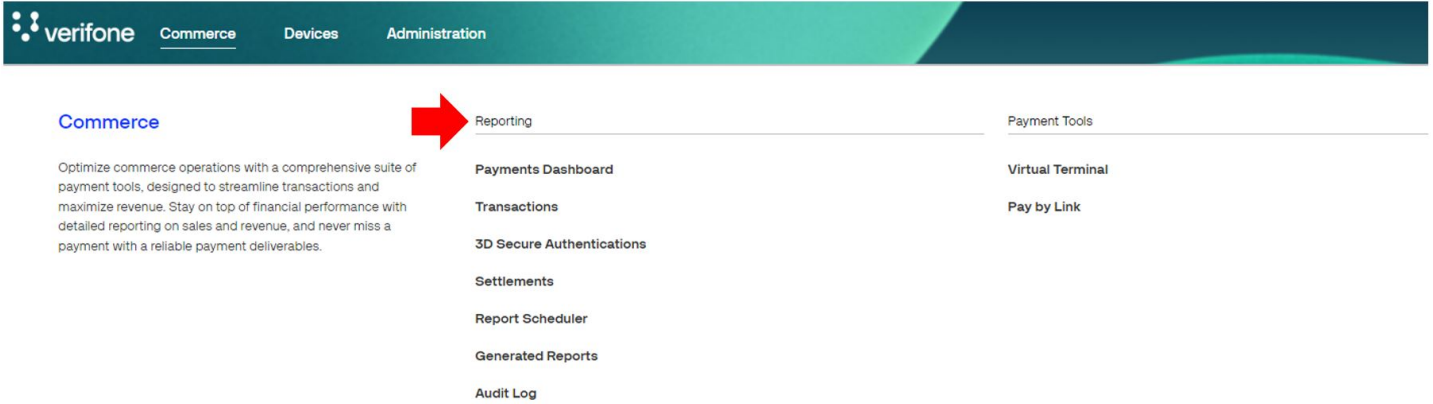 verifone
Commerce
Devices
Administration
Commerce
Optimize commerce operations with a comprehensive suite of
payment tools, designed to streamline transactions and
maximize revenue. Stay on top of financial performance with
detailed reporting on sales and revenue, and never miss a
payment with a reliable payment deliverables.
Reporting
Payments Dashboard
Transactions
3D Secure Authentications
Settlements
Report Scheduler
Generated Reports
Audit Log
Payment Tools
Virtual Terminal
Pay by Link